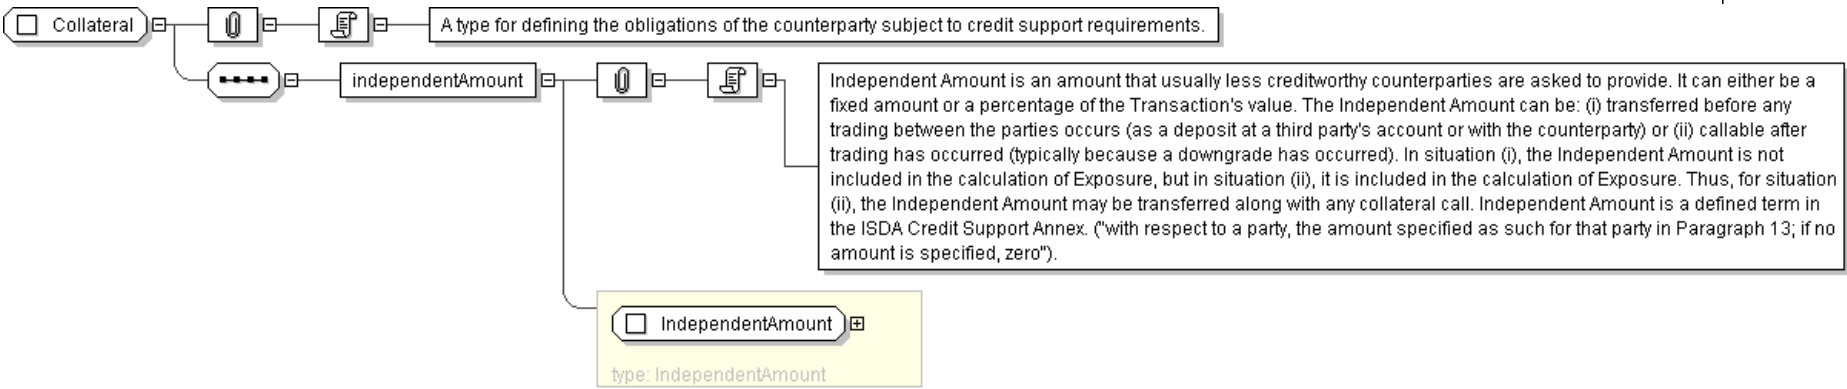 Collateral
A type for defining the obligations of the counterparty subject to credit support requirements.
independentAmount
Independent Amount is an amount that usually less creditworthy counterparties are asked to provide. It can either be a
fixed amount or a percentage of the Transaction's value. The Independent Amount can be: (i) transferred before any
trading between the parties occurs (as a deposit at a third party's account or with the counterparty) or (ii) callable after
trading has occurred (typically because a downgrade has occurred). In situation (i), the Independent Amount is not
included in the calculation of Exposure, but in situation (ii), it is included in the calculation of Exposure. Thus, for situation
(ii), the Independent Amount may be transferred along with any collateral call. Independent Amount is a defined term in
the ISDA Credit Support Annex. ("with respect to a party, the amount specified as such for that party in Paragraph 13; if no
amount is specified, zero").
IndependentAmount
type: IndependentAmount